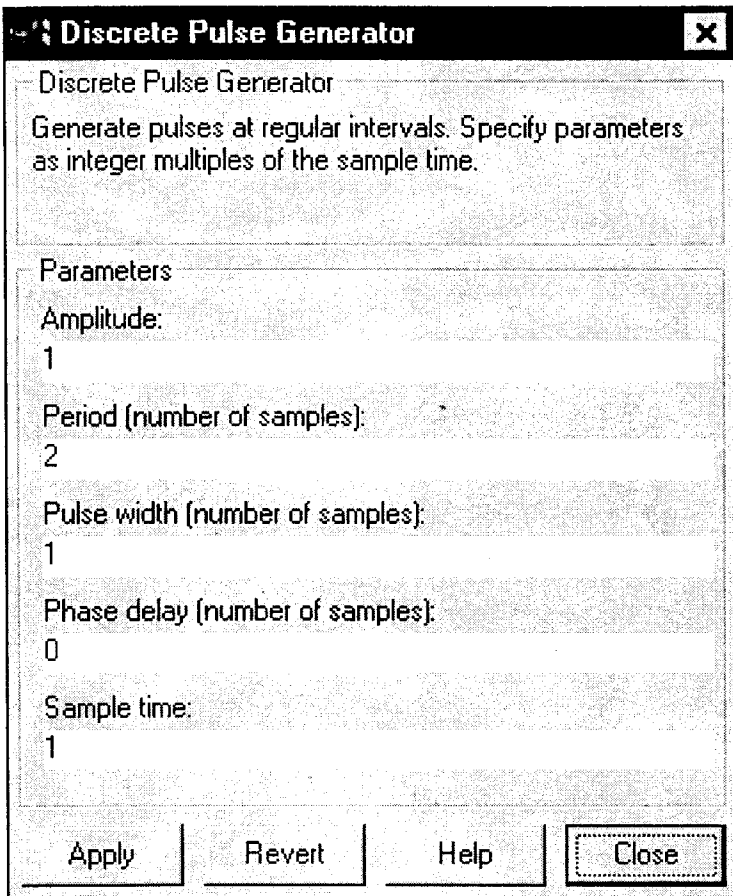 Discrete Pulse Generator
Discrete Pulse Generator
Generate pulses at regular intervals. Specify parameters
as integer multiples of the sample time.
Parameters
Amplitude:
1
Period (number of samples):
2
Pulse width (number of samples):
1
Phase delay (number of samples):
0
Sample time:
1
Apply
Revert
Help
Close